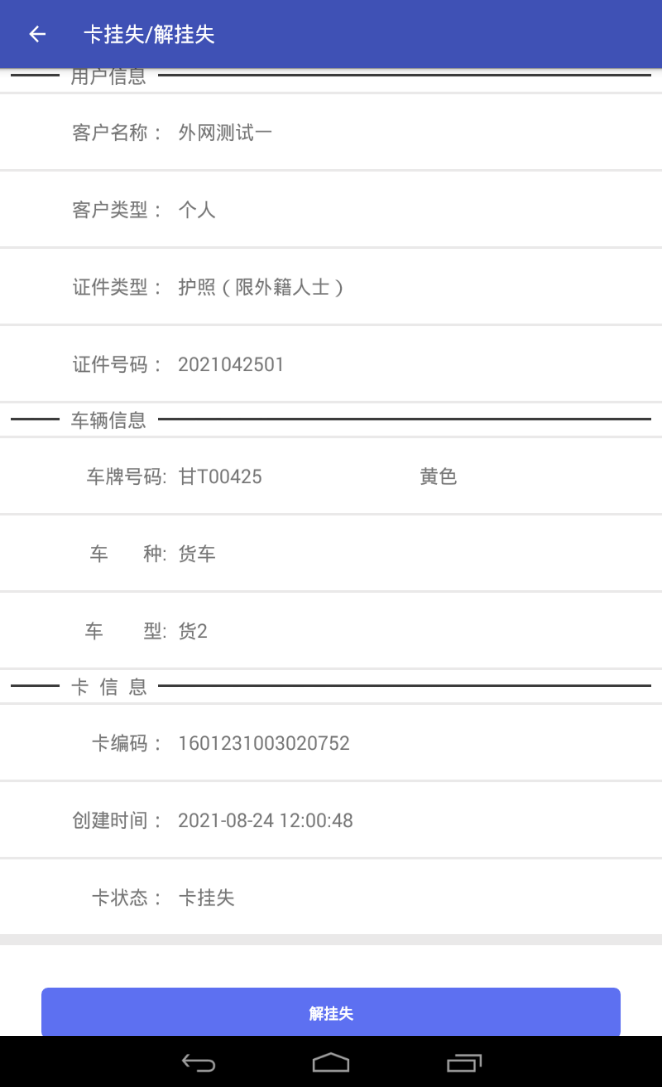 卡挂失/解挂失
用户信息
客户名称： 外网测试一
客户类型： 个人
证件类型： 护照（限外籍人士）
证件号码： 2021042501
车辆信息
车牌号码: 甘T00425 黄色
车 种: 货车
车 型: 货2
卡 信 息
卡编码： 1601231003020752
创建时间： 2021-08-24 12:00:48
卡状态： 卡挂失
解挂失